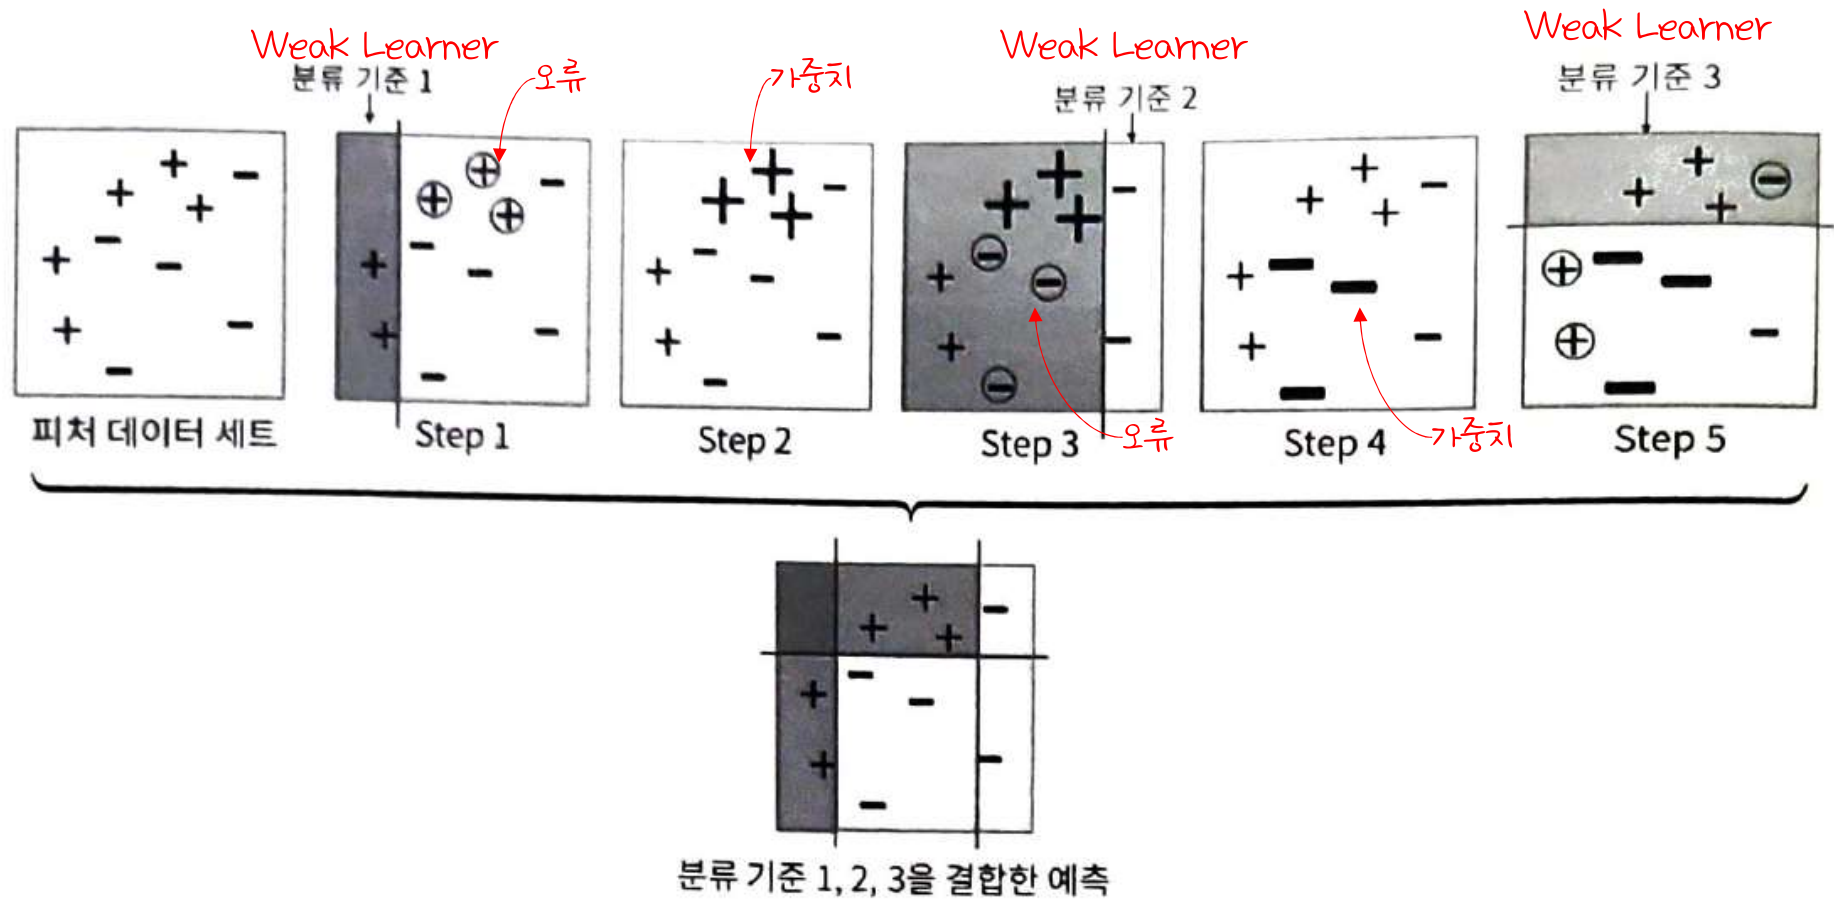 Weak Learner
분류 기준 1
오류
가중치
Weak Learner
분류 기준 2
Weak Learner
분류 기준 3
피처 데이터 세트
Step 1
Step 2
Step 3
오류
Step 4
가중치
Step 5
분류 기준 1, 2, 3을 결합한 예측